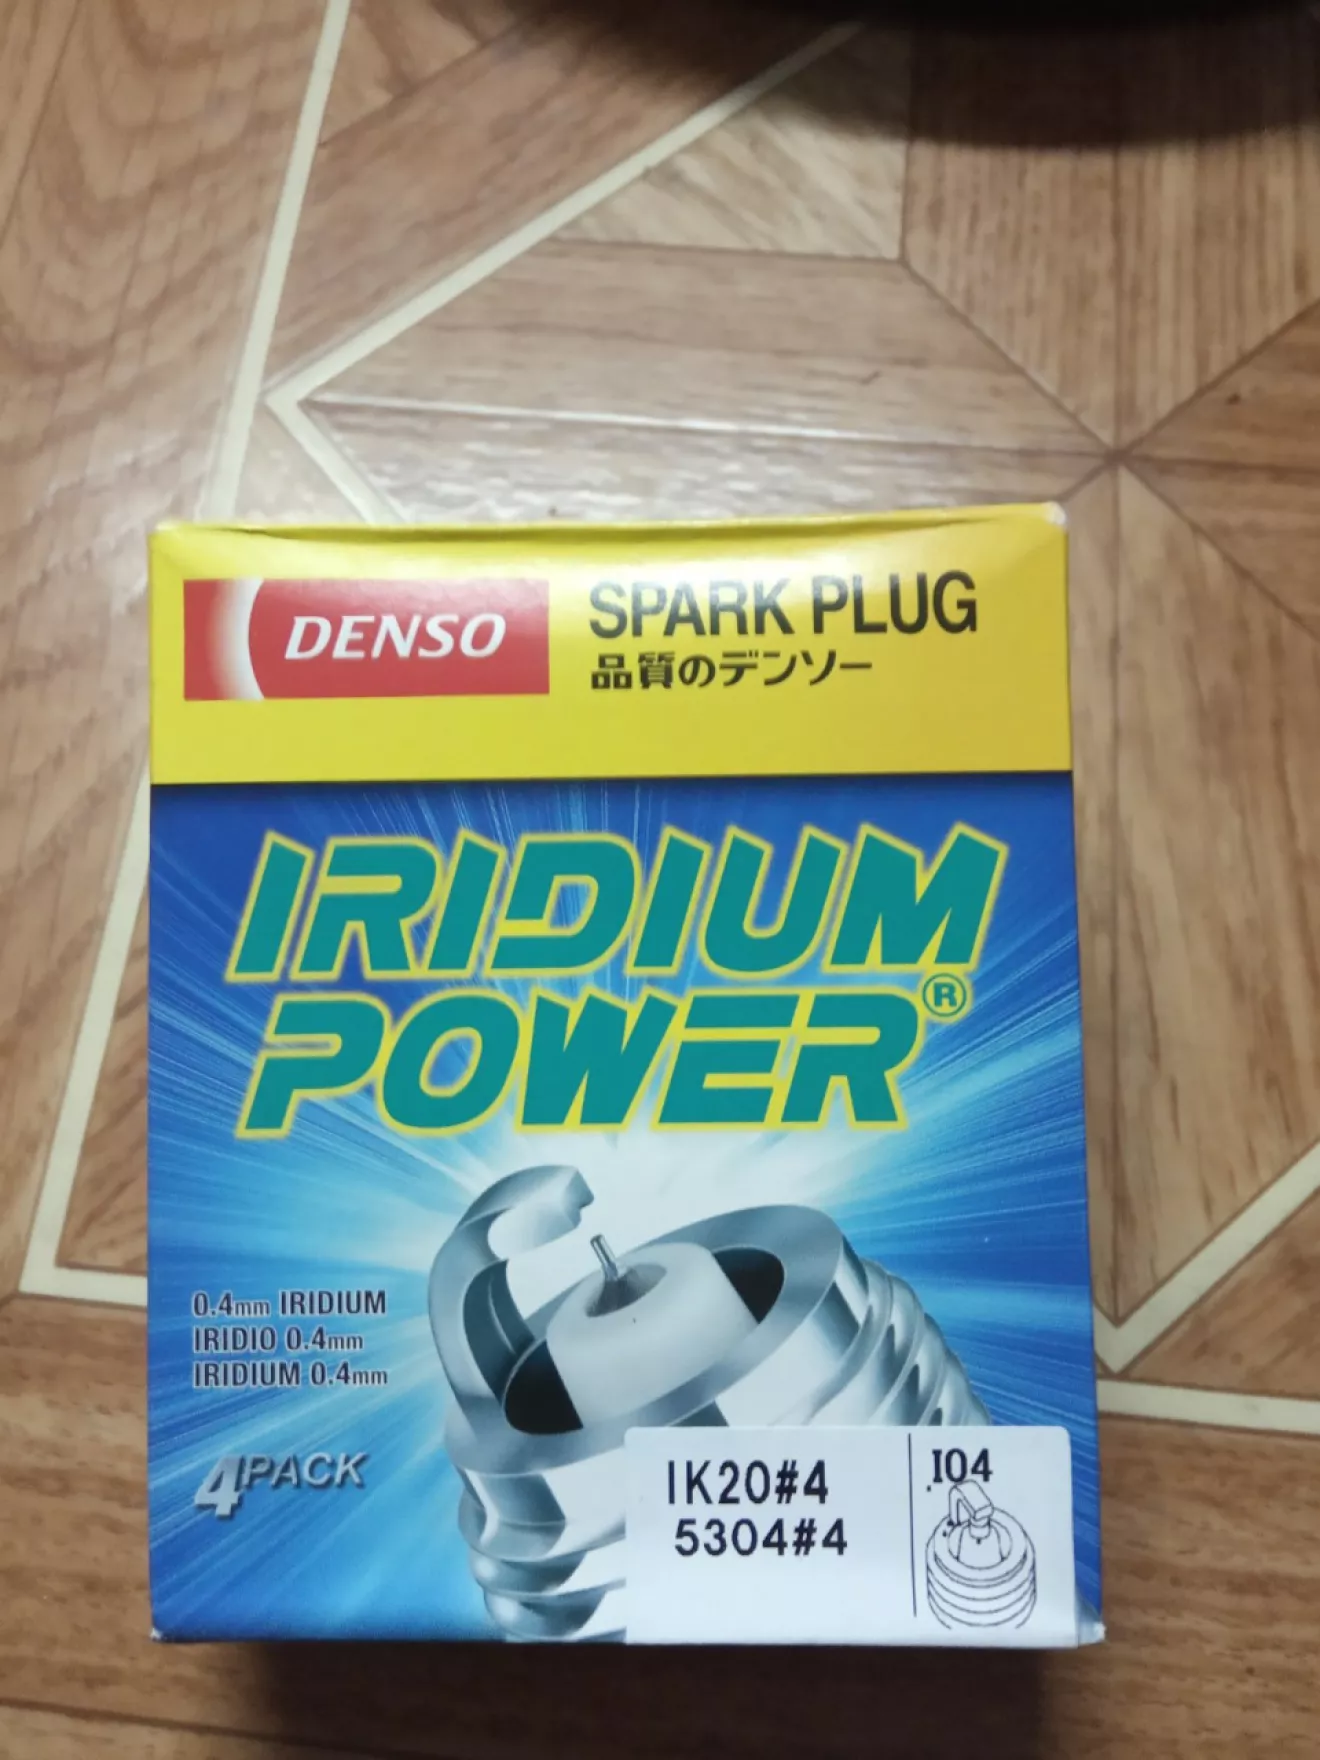 DENSO
SPARK PLUG
品質のデンソー
IRIDIUM
POWER®
0.4mm IRIDIUM
IRIDIO 0.4mm
IRIDIUM 0.4mm
4PACK
IK20#4
5304#4
I04